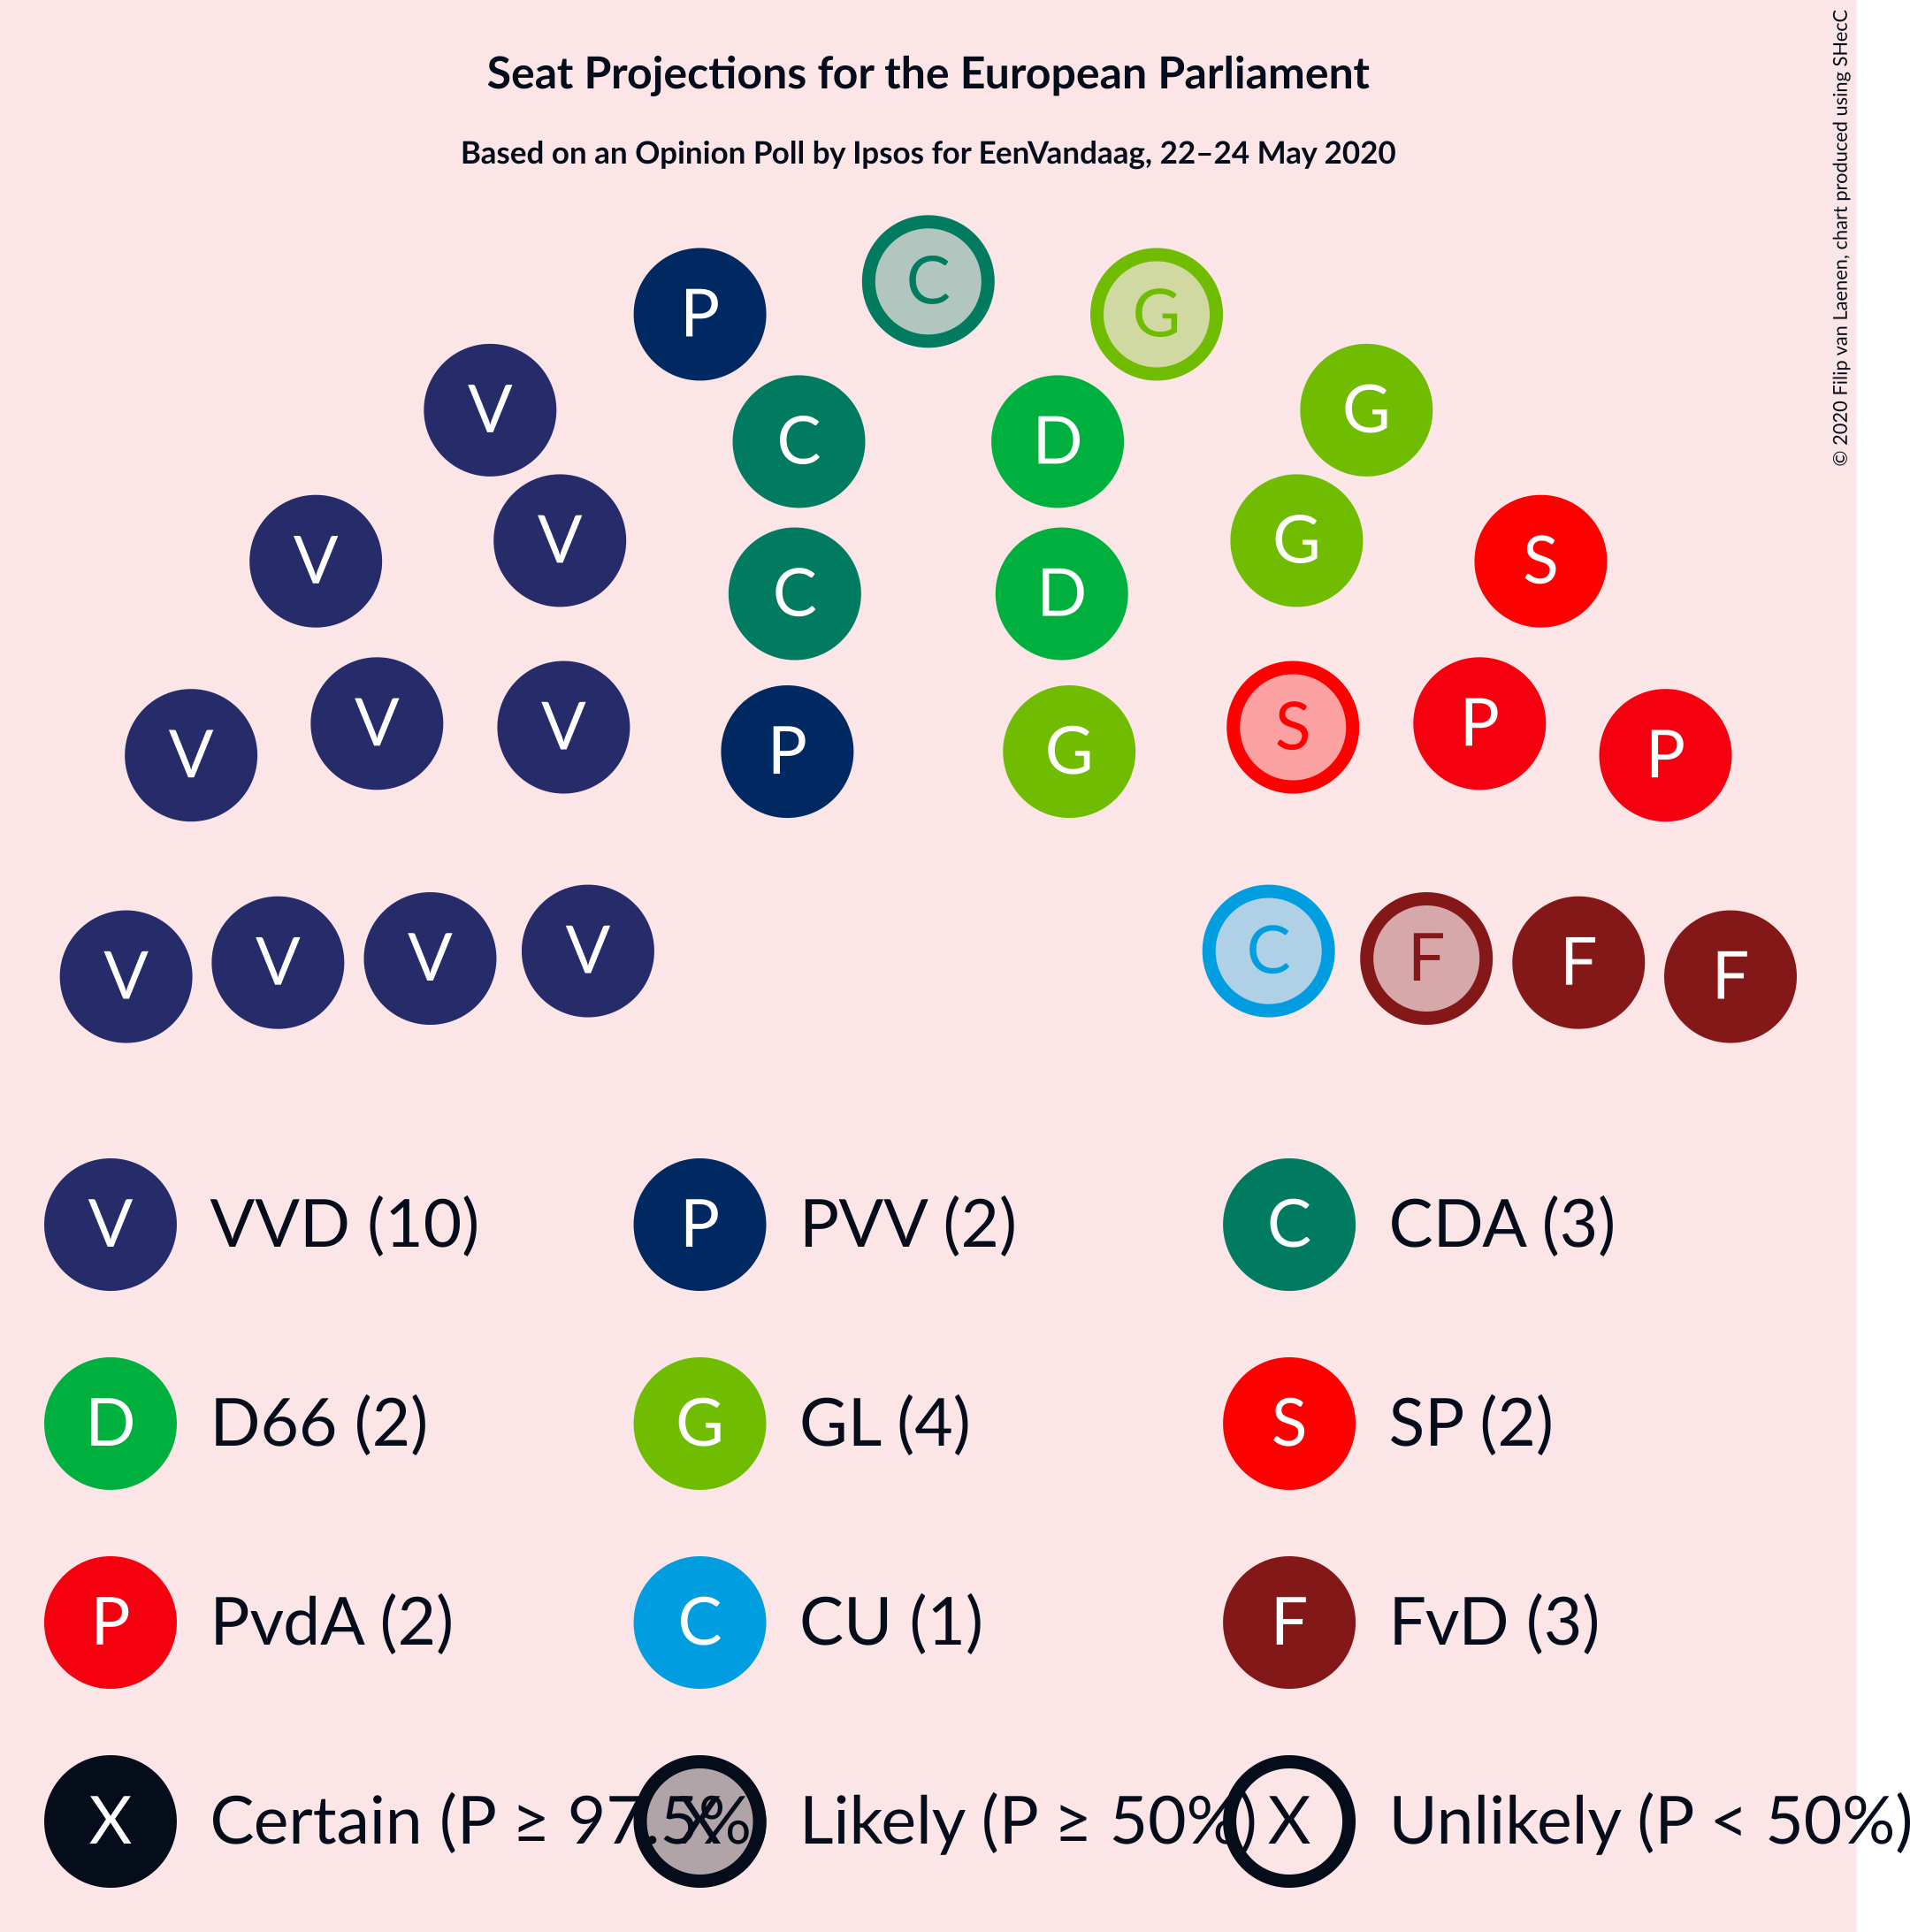 Seat Projections for the European Parliament
Based on an Opinion Poll by Ipsos for EenVandaag, 22–24 May 2020
© 2020 Filip van Laenen, chart produced using SHecC
C
P G
V G
C D
V G
V S
C D
V V S P P
V P G
V V V V C F F F
V VVD (10) P PVV (2) C CDA (3)
D D66 (2) G GL (4) S SP (2)
P PvdA (2) C CU (1) F FvD (3)
X Certain (P ≥ 97.5%) X Likely (P ≥ 50%) X Unlikely (P < 50%)